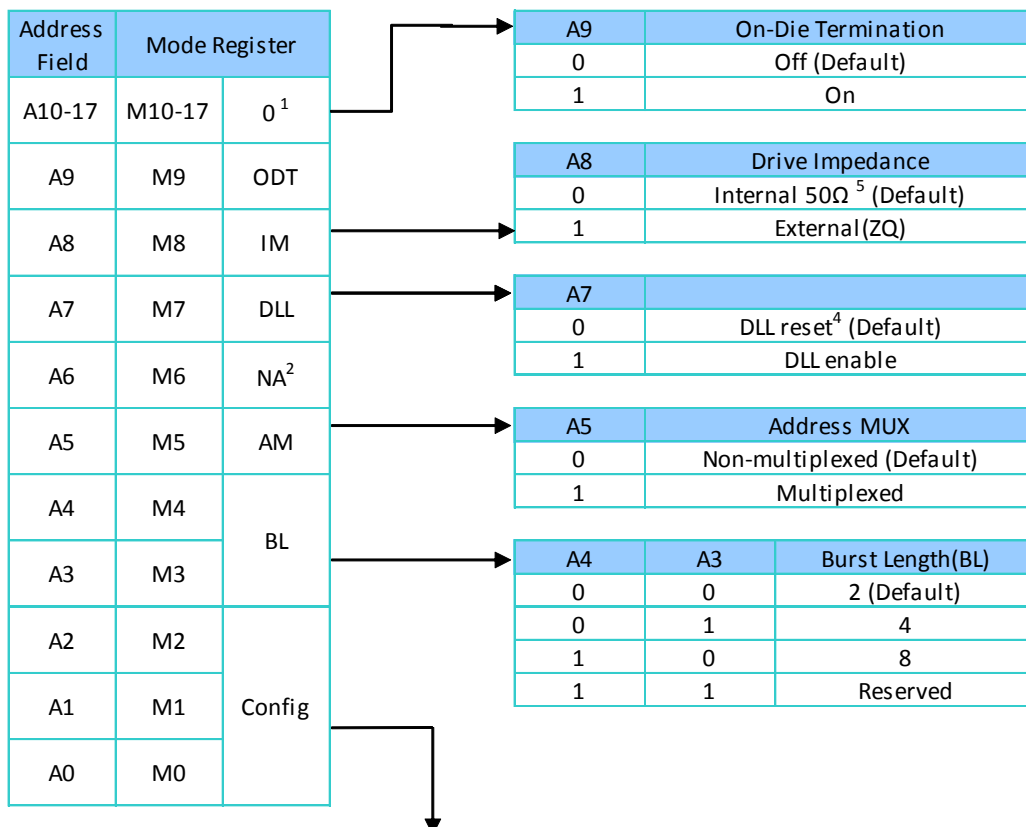 Address Field Mode Register
A10-17 M10-17 0 1
A9 M9 ODT
A8 M8 IM
A7 M7 DLL
A6 M6 NA2
A5 M5 AM
A4 M4
BL
A3 M3
A2 M2
A1 M1 Config
A0 M0
A9 On-Die Termination
0 Off (Default)
1 On
A8 Drive Impedance
0 Internal 50Ω 5 (Default)
1 External(ZQ)
A7
0 DLL reset4 (Default)
1 DLL enable
A5 Address MUX
0 Non-multiplexed (Default)
1 Multiplexed
A4 A3 Burst Length(BL)
0 0 2 (Default)
0 1 4
1 0 8
1 1 Reserved